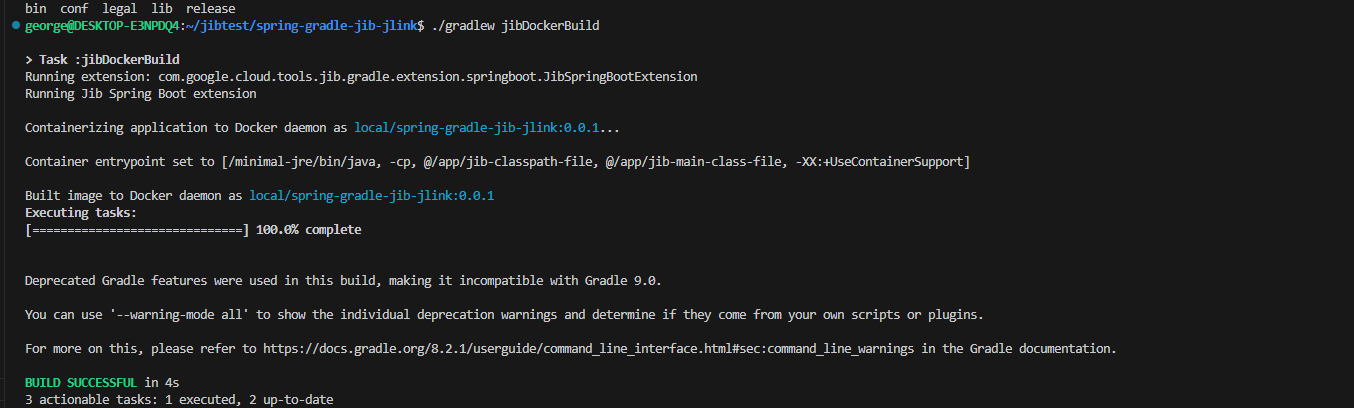 bin conf legal lib release
george@DESKTOP-E3NPDQ4:~/jibtest/spring-gradle-jib-jlink$ ./gradlew jibDockerBuild
> Task :jibDockerBuild
Running extension: com.google.cloud.tools.jib.gradle.extension.springboot.JibSpringBootExtension
Running Jib Spring Boot extension
Containerizing application to Docker daemon as local/spring-gradle-jib-jlink:0.0.1...
Container entrypoint set to [/minimal-jre/bin/java, -cp, @/app/jib-classpath-file, @/app/jib-main-class-file, -XX:+UseContainerSupport]
Built image to Docker daemon as local/spring-gradle-jib-jlink:0.0.1
Executing tasks:
[==============================] 100.0% complete
Deprecated Gradle features were used in this build, making it incompatible with Gradle 9.0.
You can use '--warning-mode all' to show the individual deprecation warnings and determine if they come from your own scripts or plugins.
For more on this, please refer to https://docs.gradle.org/8.2.1/userguide/command_line_interface.html#sec:command_line_warnings in the Gradle documentation.
BUILD SUCCESSFUL in 4s
3 actionable tasks: 1 executed, 2 up-to-date